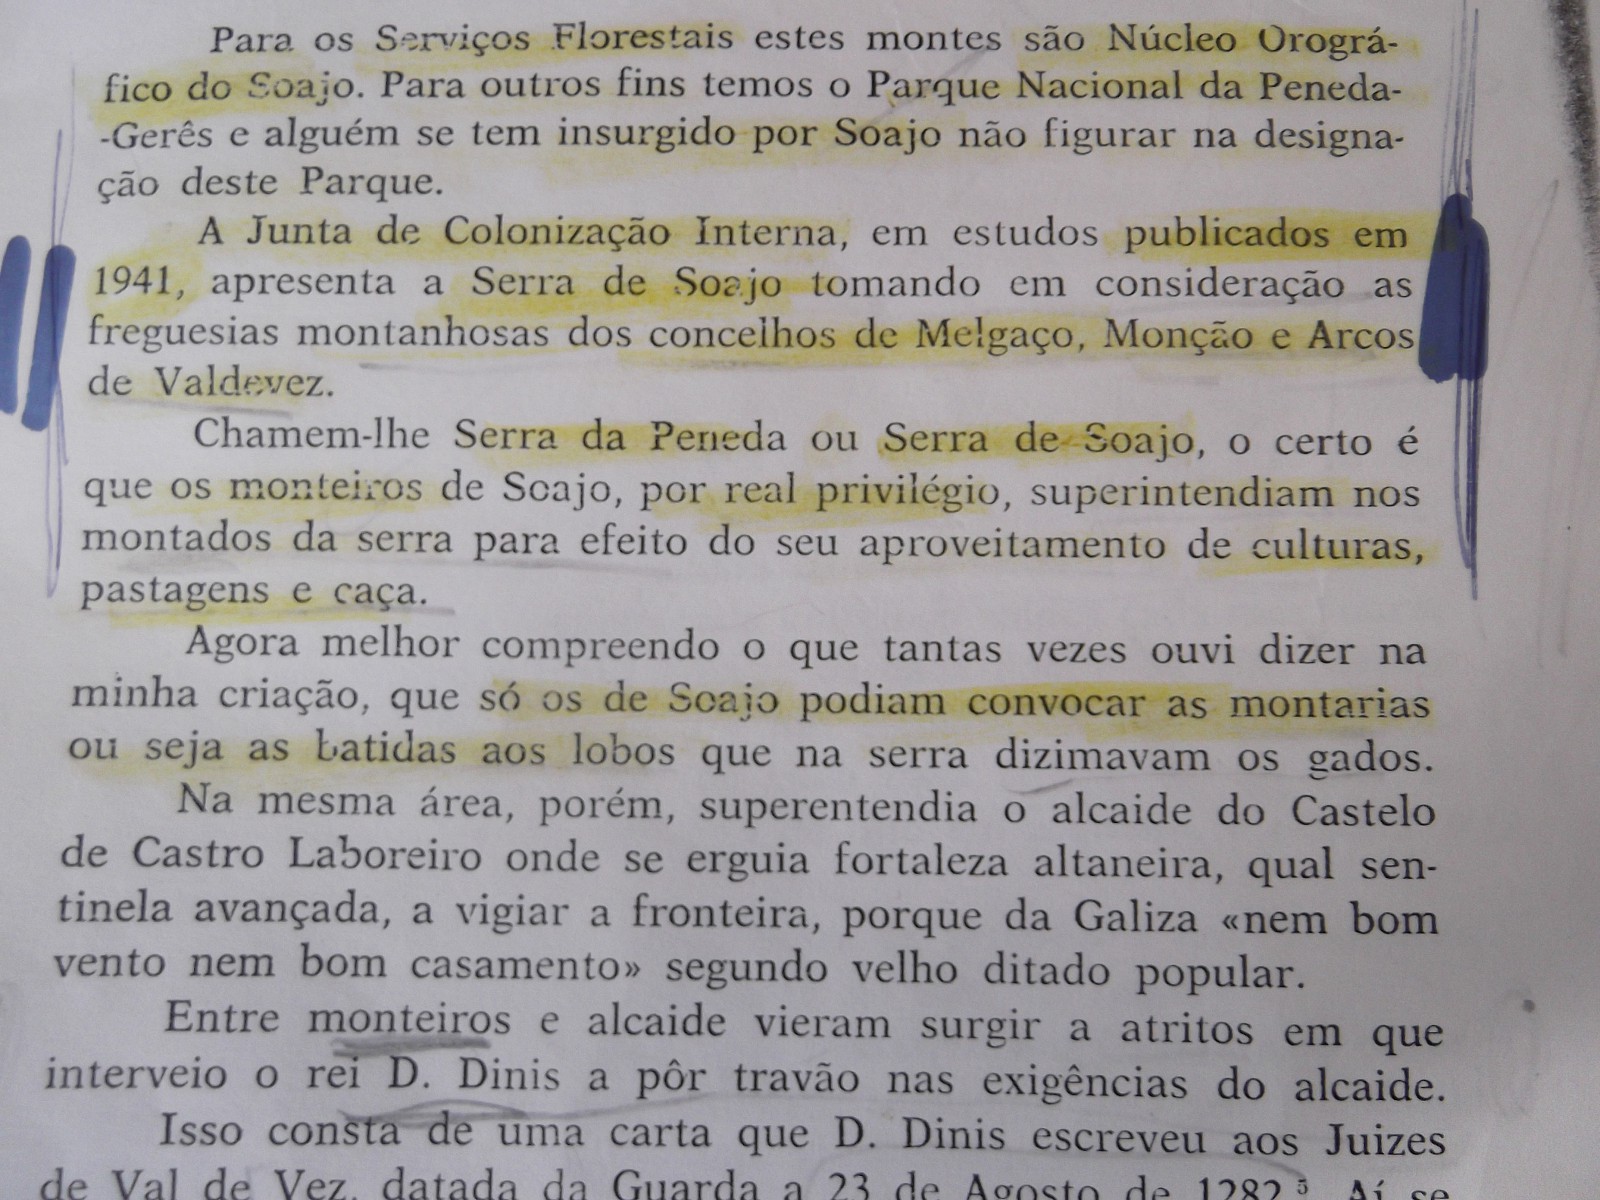 Para os Serviços Florestais estes montes são Núcleo Orográ-
fico do Soajo. Para outros fins temos o Parque Nacional da Peneda-
-Gerês e alguém se tem insurgido por Soajo não figurar na designa-
ção deste Parque.
A Junta de Colonização Interna, em estudos publicados em
1941, apresenta a Serra de Soajo tomando em consideração as
freguesias montanhosas dos concelhos de Melgaço, Monção e Arcos
de Valdevez.
Chamem-lhe Serra da Peneda ou Serra de Soajo, o certo é
que os monteiros de Soajo, por real privilégio, superintendiam nos
montados da serra para efeito do seu aproveitamento de culturas,
pastagens e caça.
Agora melhor compreendo o que tantas vezes ouvi dizer na
minha criação, que só os de Soajo podiam convocar as montarias
ou seja as batidas aos lobos que na serra dizimavam os gados.
Na mesma área, porém, superentendia o alcaide do Castelo
de Castro Laboreiro onde se erguia fortaleza altaneira, qual sen-
tinela avançada, a vigiar a fronteira, porque da Galiza «nem bom
vento nem bom casamento» segundo velho ditado popular.
Entre monteiros e alcaide vieram surgir a atritos em que
interveio o rei D. Dinis a pôr travão nas exigências do alcaide.
Isso consta de uma carta que D. Dinis escreveu aos Juizes
de Val de Vez, datada da Guarda a 23 de Agosto de 1282 ⁵. Aí se